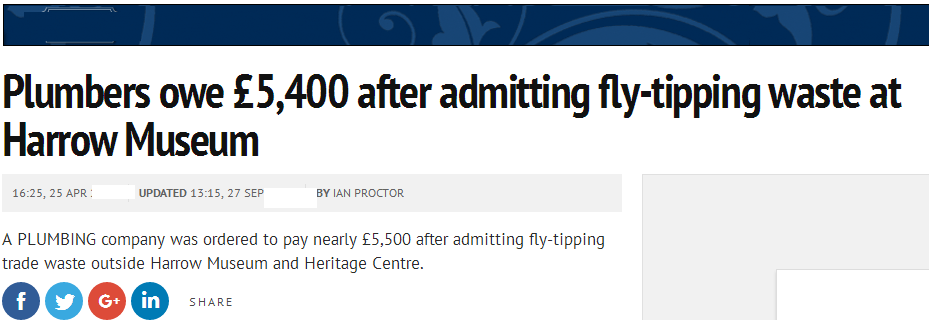 Plumbers owe £5,400 after admitting fly-tipping waste at
Harrow Museum
16:25, 25 APR UPDATED 13:15, 27 SEP BY IAN PROCTOR
A PLUMBING company was ordered to pay nearly £5,500 after admitting fly-tipping
trade waste outside Harrow Museum and Heritage Centre.
f G+ in SHARE